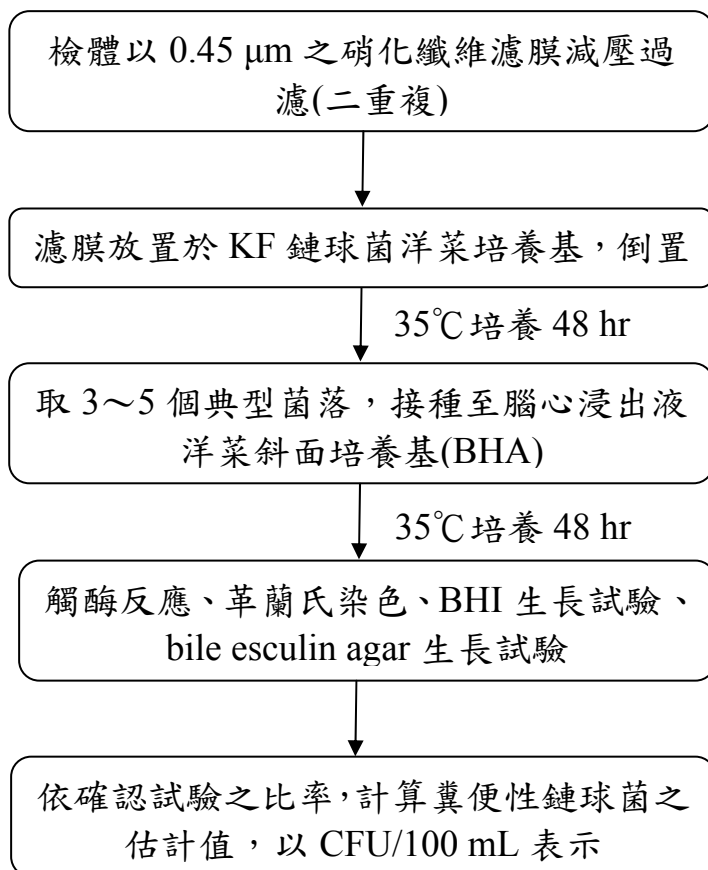 檢體以 0.45 μm 之硝化纖維濾膜減壓過
濾(二重複)
濾膜放置於 KF 鏈球菌洋菜培養基，倒置
35℃培養 48 hr
取 3～5 個典型菌落，接種至腦心浸出液
洋菜斜面培養基(BHA)
35℃培養 48 hr
觸酶反應、革蘭氏染色、BHI 生長試驗、
bile esculin agar 生長試驗
依確認試驗之比率，計算糞便性鏈球菌之
估計值，以 CFU/100 mL 表示